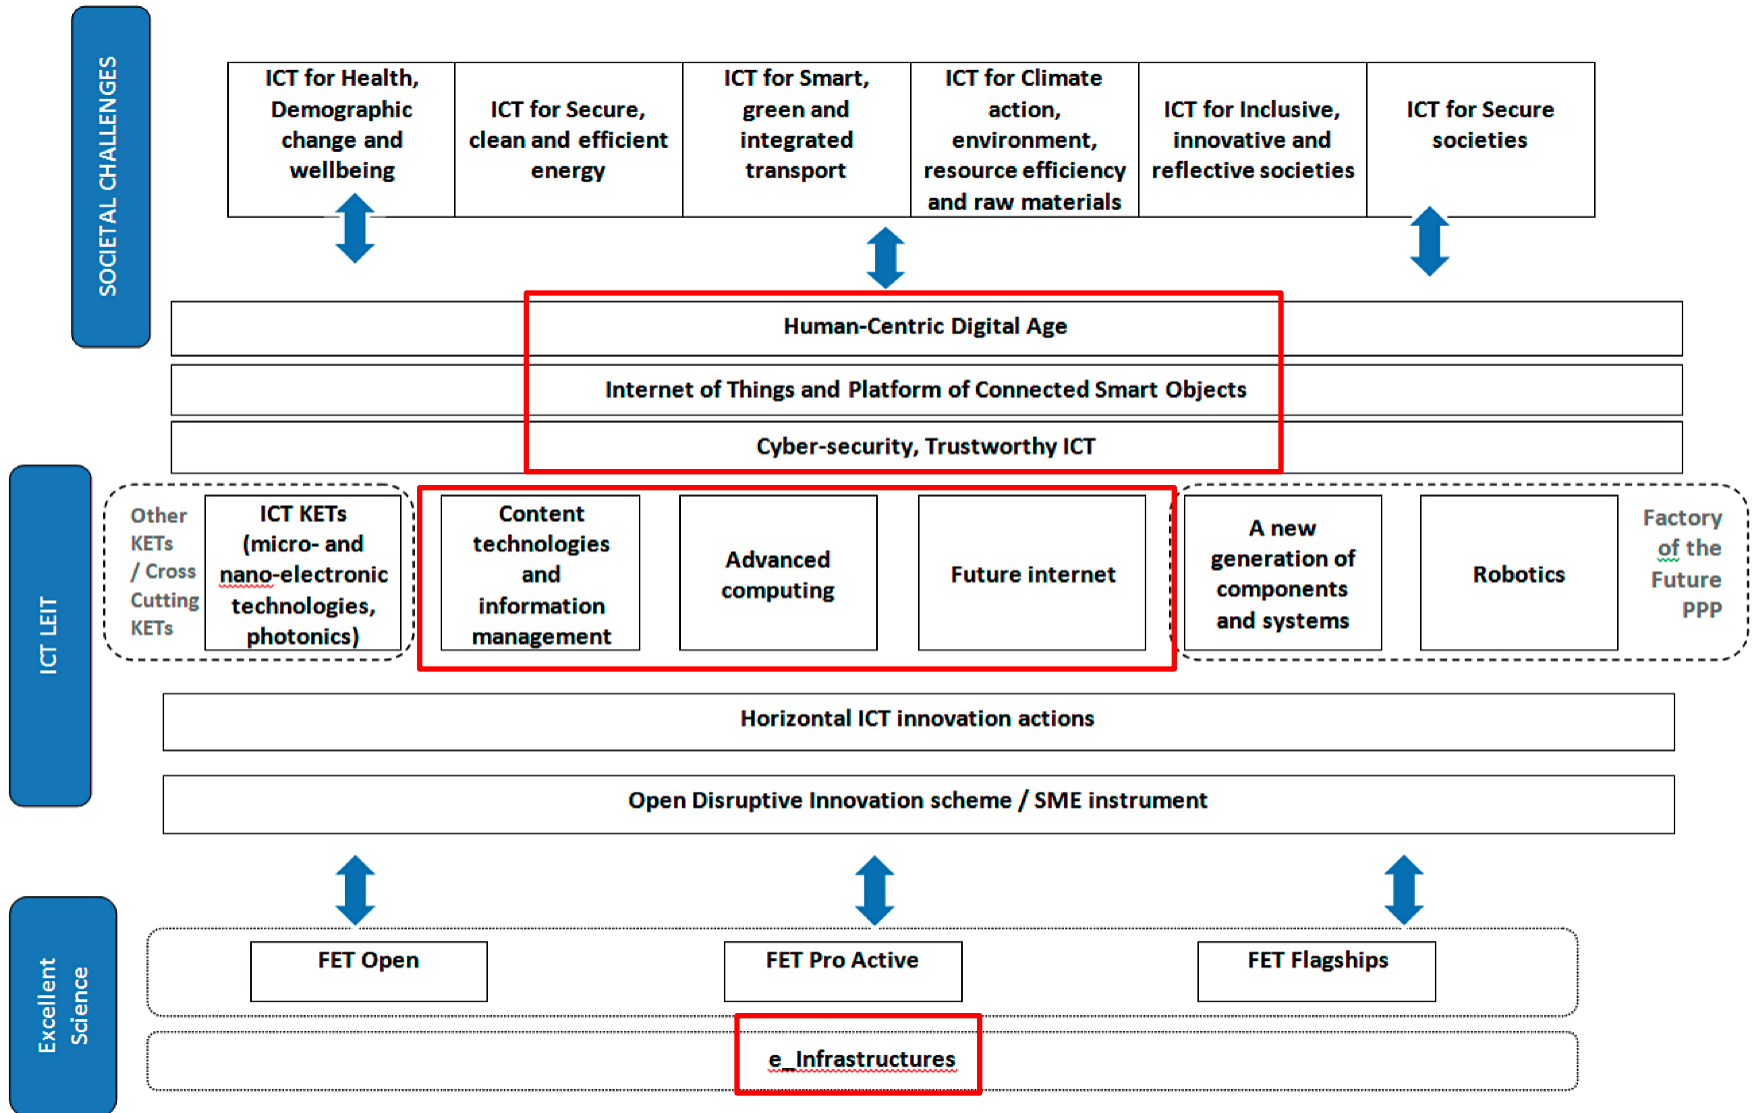 SOCIETAL CHALLENGES
ICT for Health,
Demographic
change and
wellbeing
ICT for Secure,
clean and efficient
energy
ICT for Smart,
green and
integrated
transport
ICT for Climate
action,
environment,
resource efficiency
and raw materials
ICT for Inclusive,
innovative and
reflective societies
ICT for Secure
societies
Human-Centric Digital Age
Internet of Things and Platform of Connected Smart Objects
Cyber-security, Trustworthy ICT
ICT LEIT
Other
KETs
/ Cross
Cutting
KETs
ICT KETs
(micro- and
nano-electronic
technologies,
photonics)
Content
technologies
and
information
management
Advanced
computing
Future internet
A new
generation of
components
and systems
Robotics
Factory
of the
Future
PPP
Horizontal ICT innovation actions
Open Disruptive Innovation scheme / SME instrument
Excellent
Science
FET Open
FET Pro Active
FET Flagships
e_Infrastructures